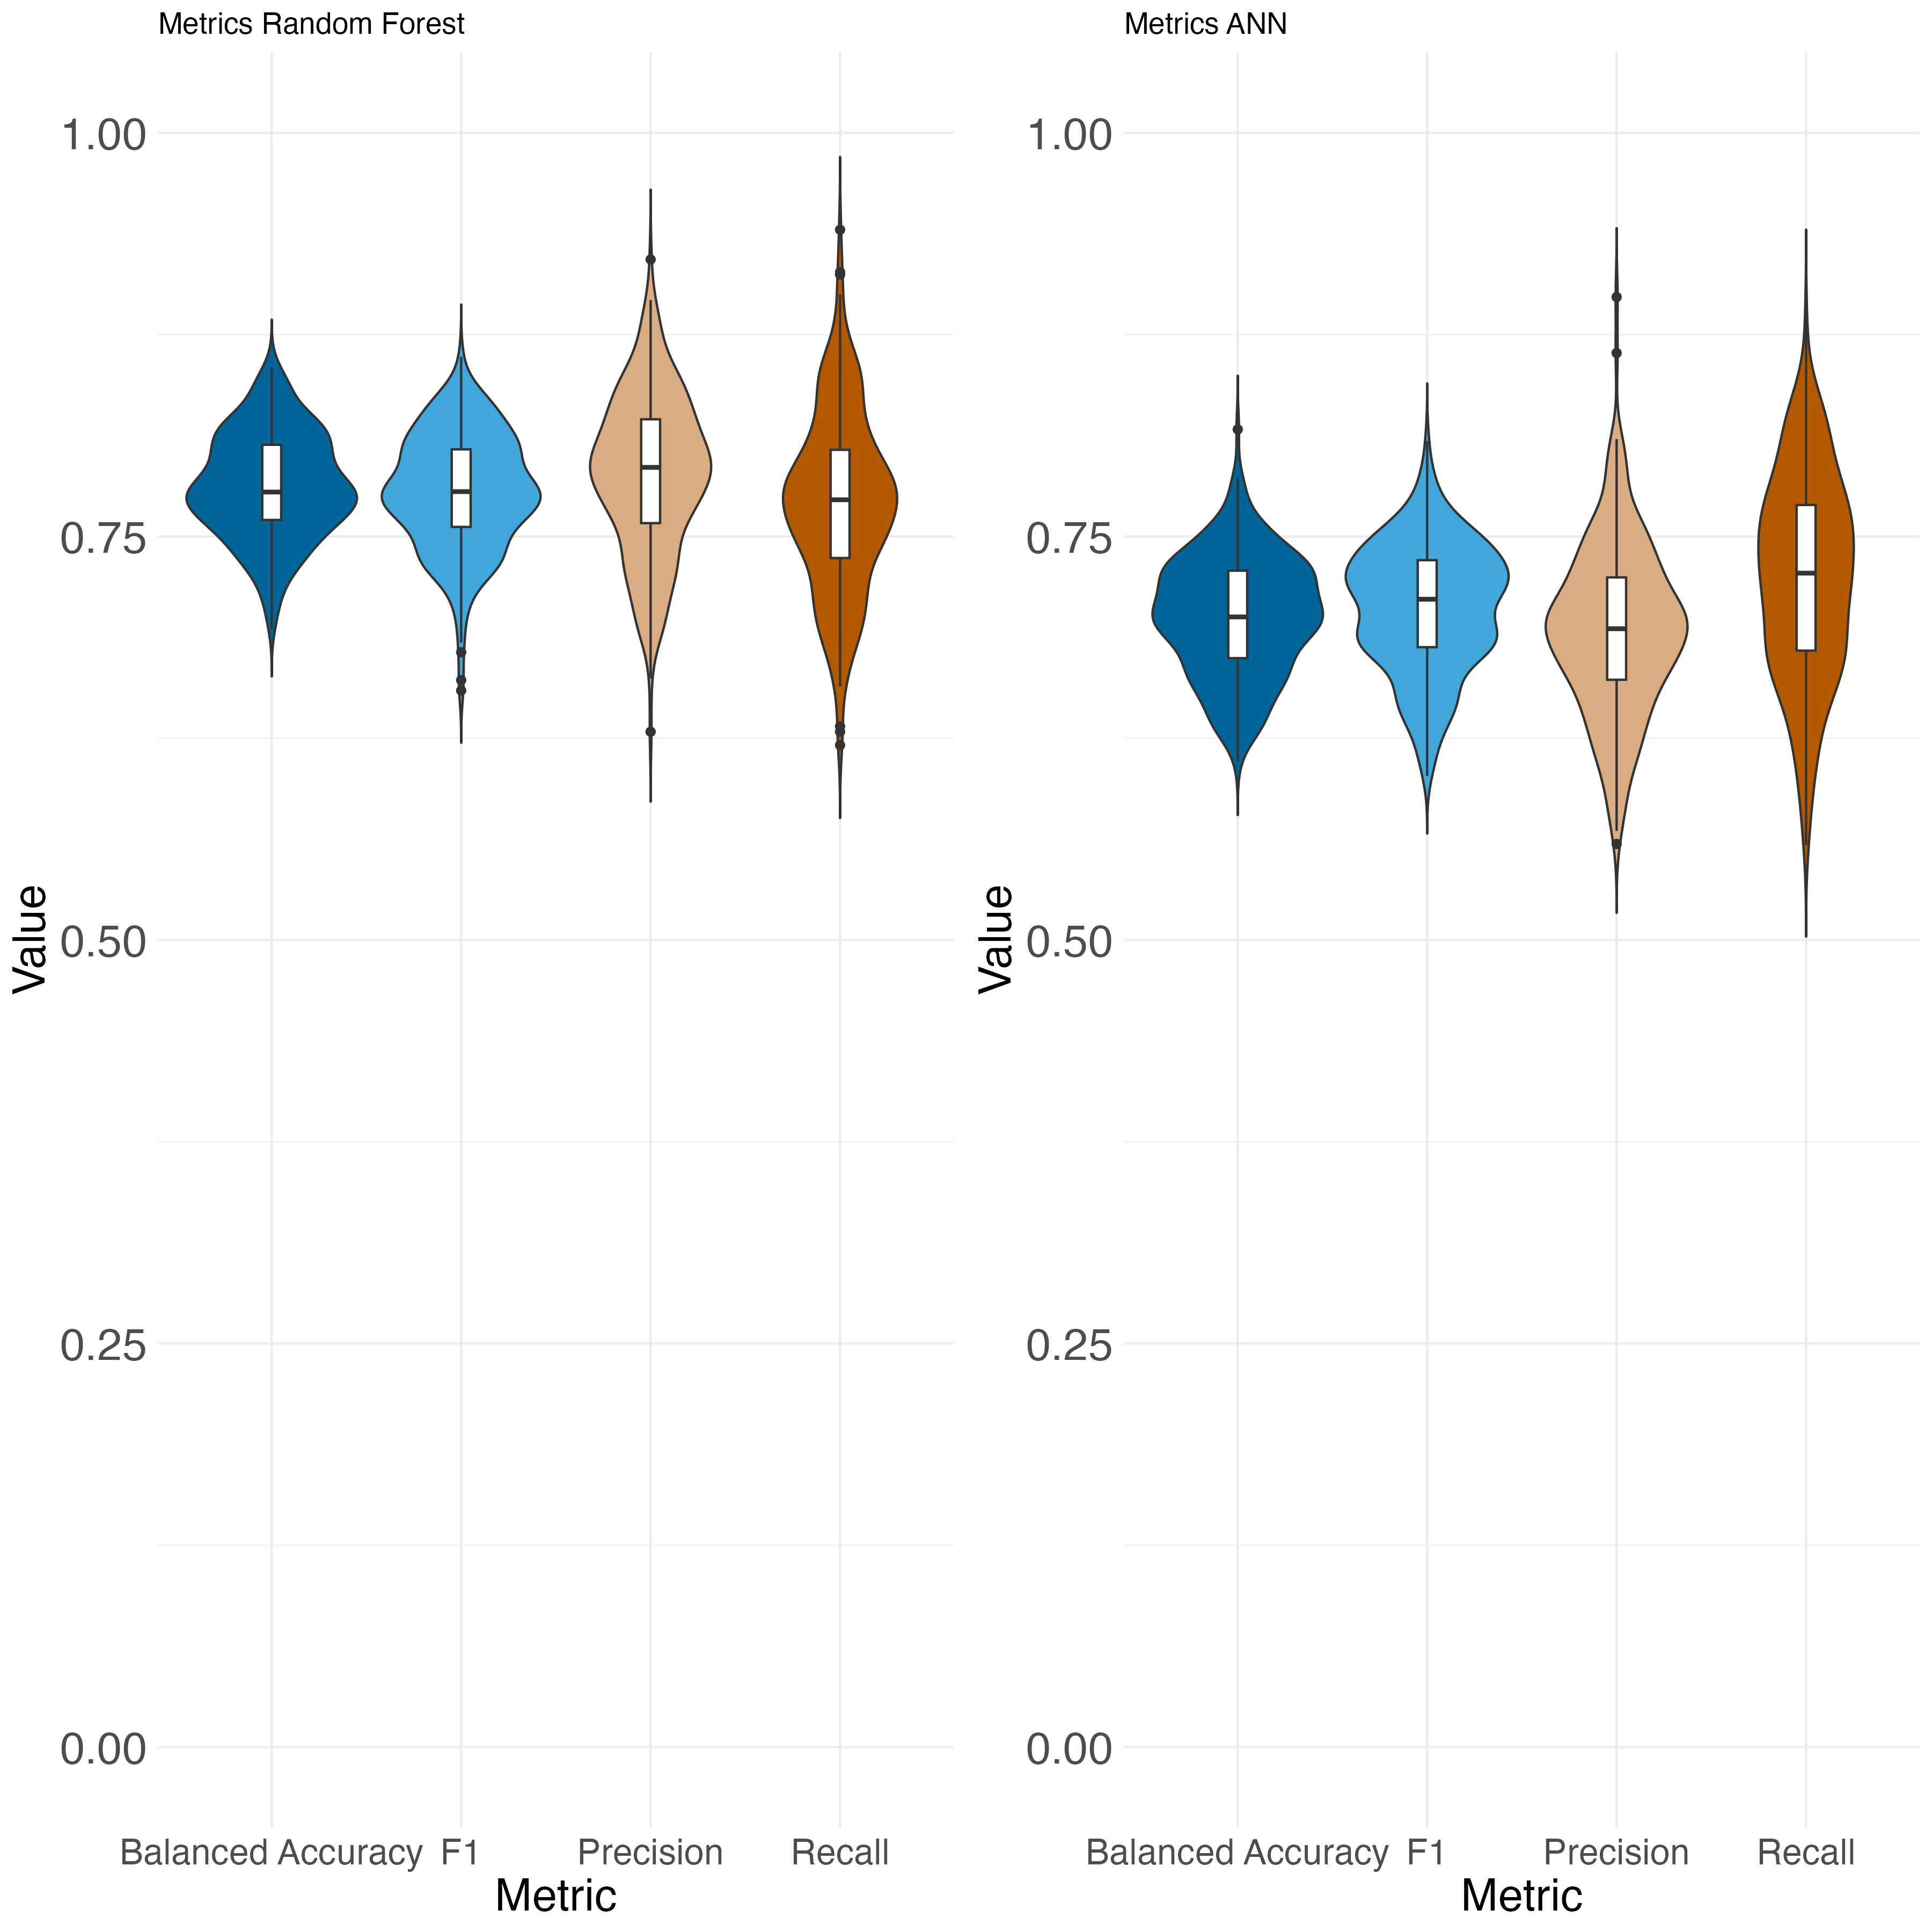 Metrics Random Forest
1.00
0.75
0.50
0.25
0.00
Value
Balanced Accuracy F1 Precision Recall
Metric
Metrics ANN
1.00
0.75
0.50
0.25
0.00
Value
Balanced Accuracy F1 Precision Recall
Metric